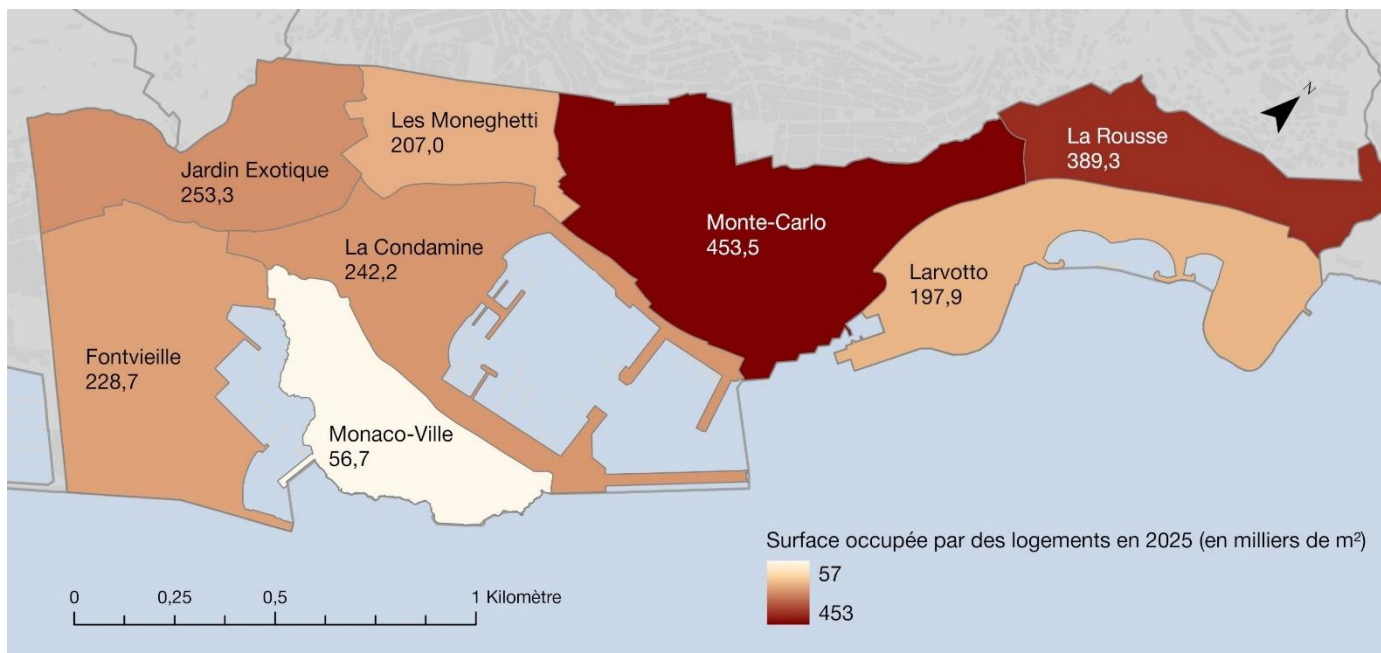 N
Les Moneghetti
207,0
La Rousse
389,3
Jardin Exotique
253,3
Monte-Carlo
453,5
La Condamine
242,2
Larvotto
197,9
Fontvieille
228,7
Monaco-Ville
56,7
Surface occupée par des logements en 2025 (en milliers de m²)
57
453
0 0,25 0,5 1 Kilomètre